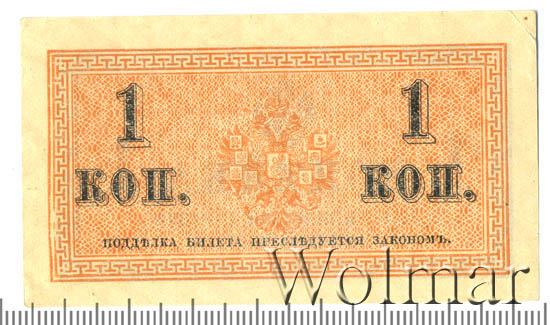 1 1
КОП. КОП.
ПОДДѢЛКА БИЛЕТА ПРЕСЛѢДУЕТСЯ ЗАКОНОМЪ.
Wolmar